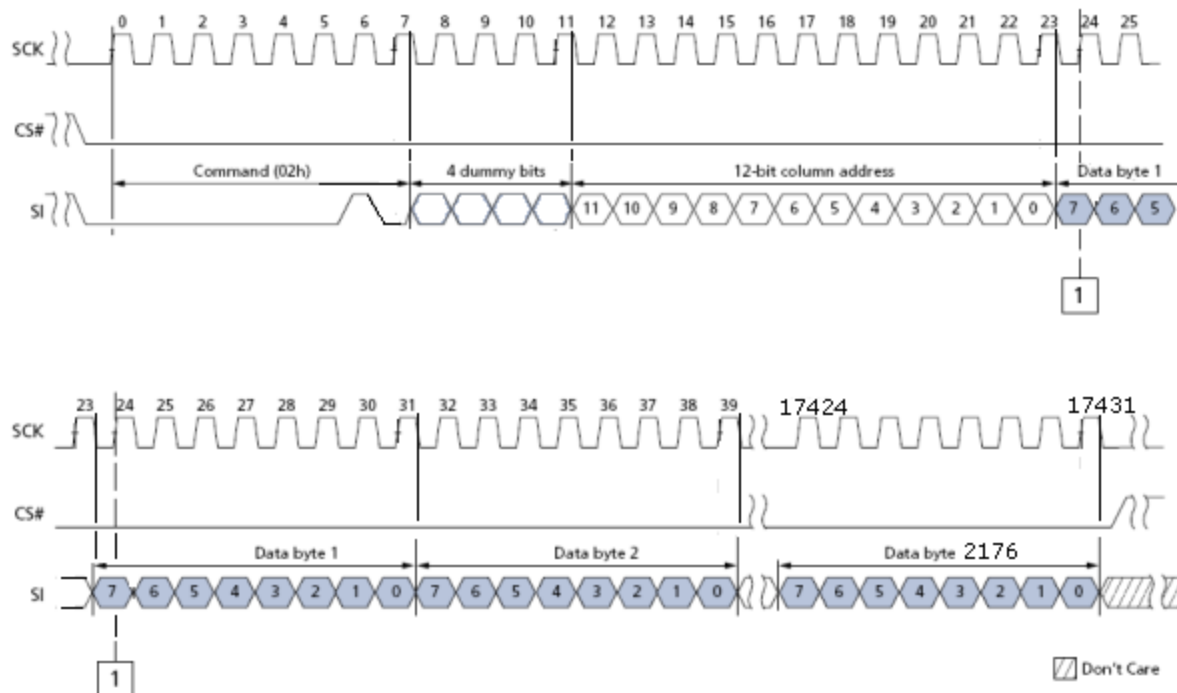 0 1 2 3 4 5 6 7 8 9 10 11 12 13 14 15 16 17 18 19 20 21 22 23 24 25
SCK
CS#
Command (02h) 4 dummy bits 12-bit column address Data byte 1
SI 11 10 9 8 7 6 5 4 3 2 1 0 7 6 5
1
23 24 25 26 27 28 29 30 31 32 33 34 35 36 37 38 39 17424 17431
SCK
CS#
Data byte 1 Data byte 2 Data byte 2176
SI 7 6 5 4 3 2 1 0 7 6 5 4 3 2 1 0 7 6 5 4 3 2 1 0
1
Don't Care